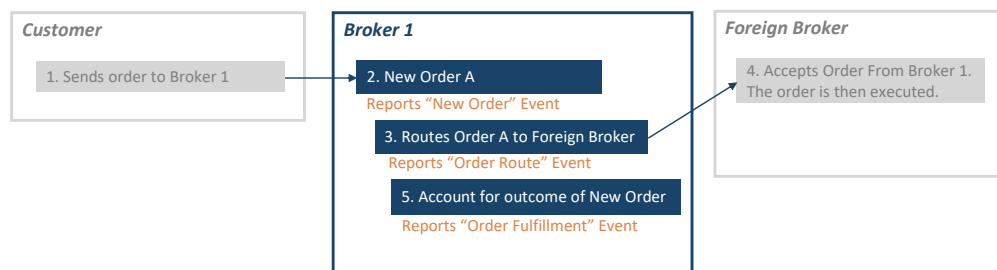 Customer
1. Sends order to Broker 1
Broker 1
2. New Order A
Reports “New Order” Event
3. Routes Order A to Foreign Broker
Reports “Order Route” Event
5. Account for outcome of New Order
Reports “Order Fulfillment” Event
Foreign Broker
4. Accepts Order From Broker 1.
The order is then executed.